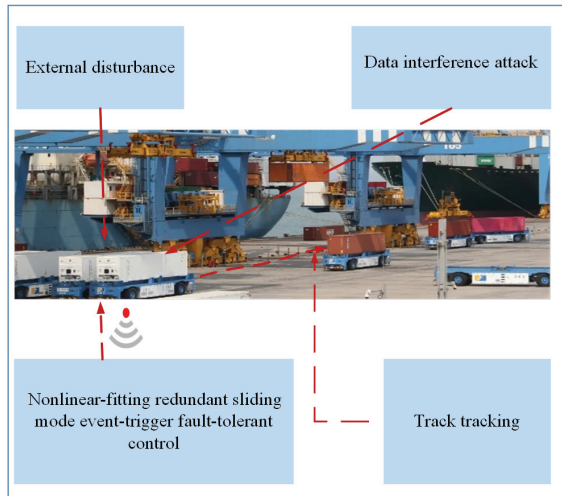 External disturbance
Data interference attack
Nonlinear-fitting redundant sliding
mode event-trigger fault-tolerant
control
Track tracking